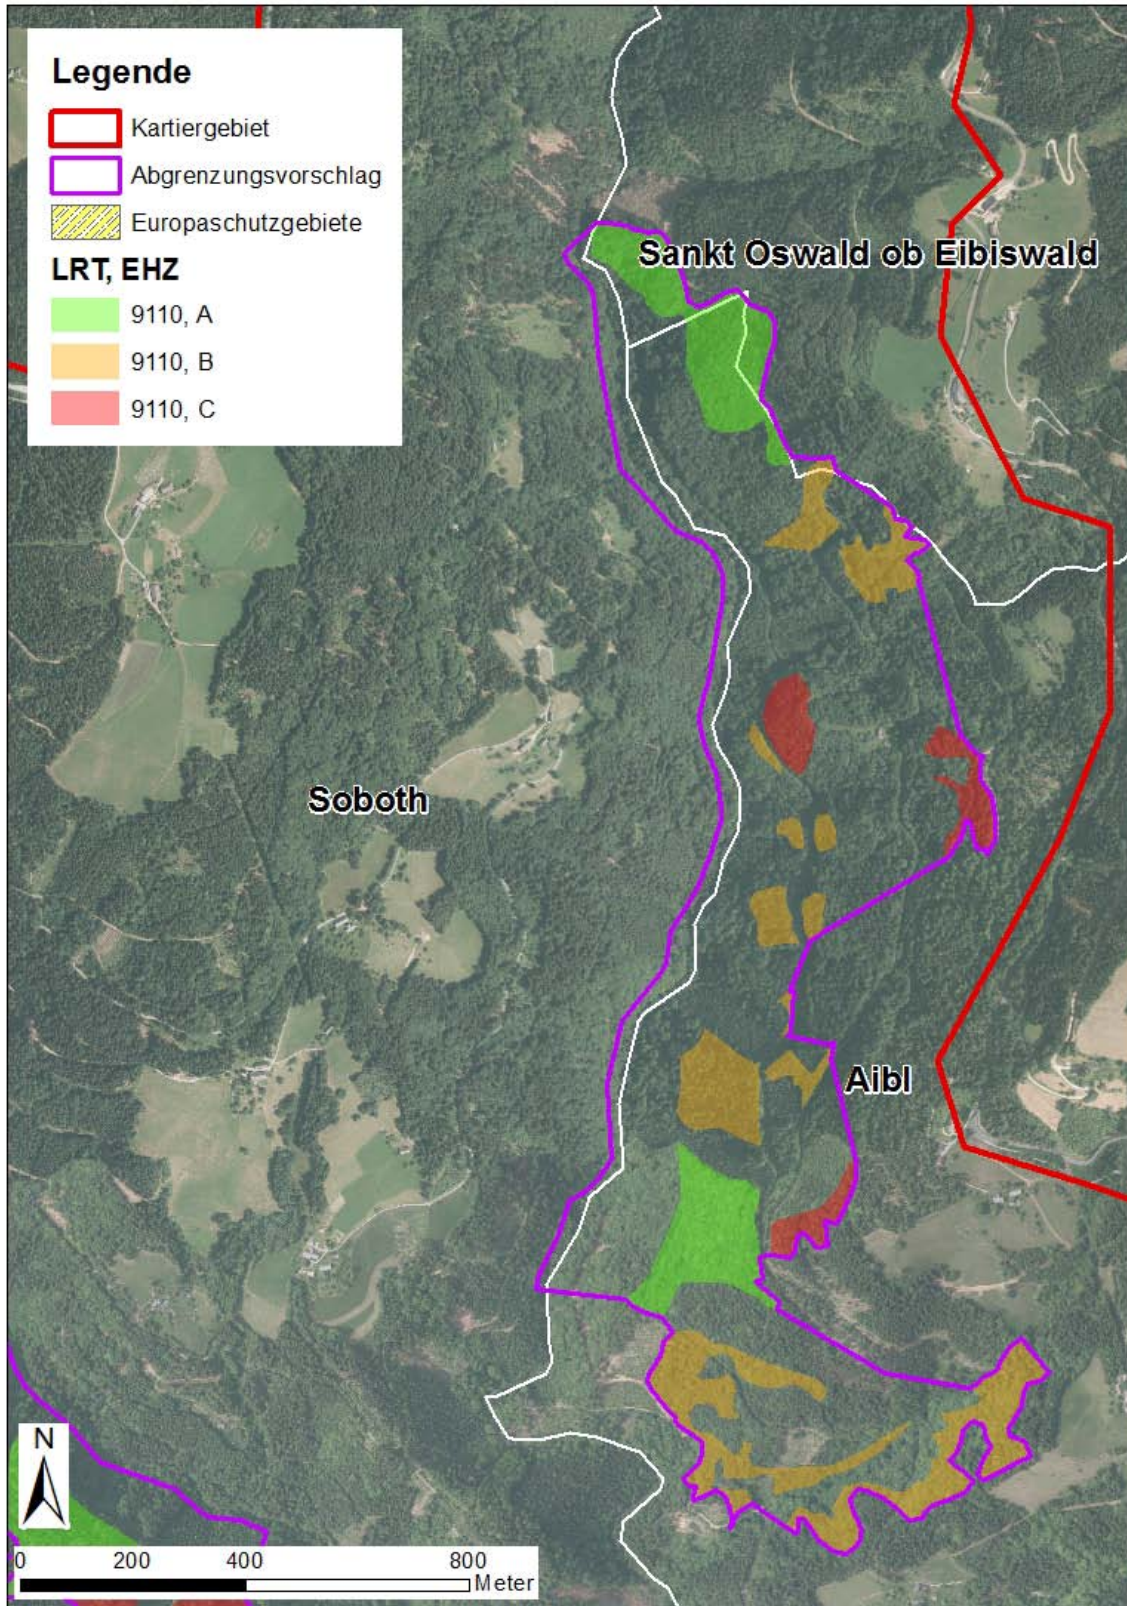 Legende
Kartiergebiet
Abgrenzungsvorschlag
Europaschutzgebiete
LRT, EHZ
9110, A
9110, B
9110, C
Sankt Oswald ob Eibiswald
Soboth
Aibl
N
0 200 400 800
Meter